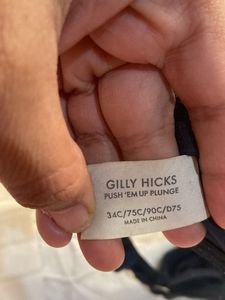 GILLY HICKS
PUSH 'EM UP PLUNGE
34C/75C/90C/D75
MADE IN CHINA